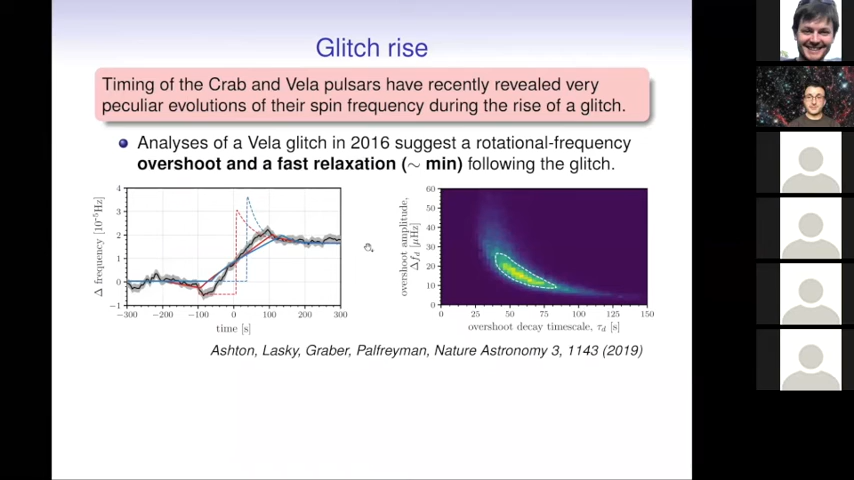 Glitch rise
Timing of the Crab and Vela pulsars have recently revealed very
peculiar evolutions of their spin frequency during the rise of a glitch.
Analyses of a Vela glitch in 2016 suggest a rotational-frequency
overshoot and a fast relaxation (∼ min) following the glitch.
4
3
2
1
0
−1
Δ frequency [10⁻⁵Hz]
−300 −200 −100 0 100 200 300
time [s]
60
50
40
30
20
10
0
overshoot amplitude,
Δf_d [μHz]
0 25 50 75 100 125 150
overshoot decay timescale, τ_d [s]
Ashton, Lasky, Graber, Palfreyman, Nature Astronomy 3, 1143 (2019)